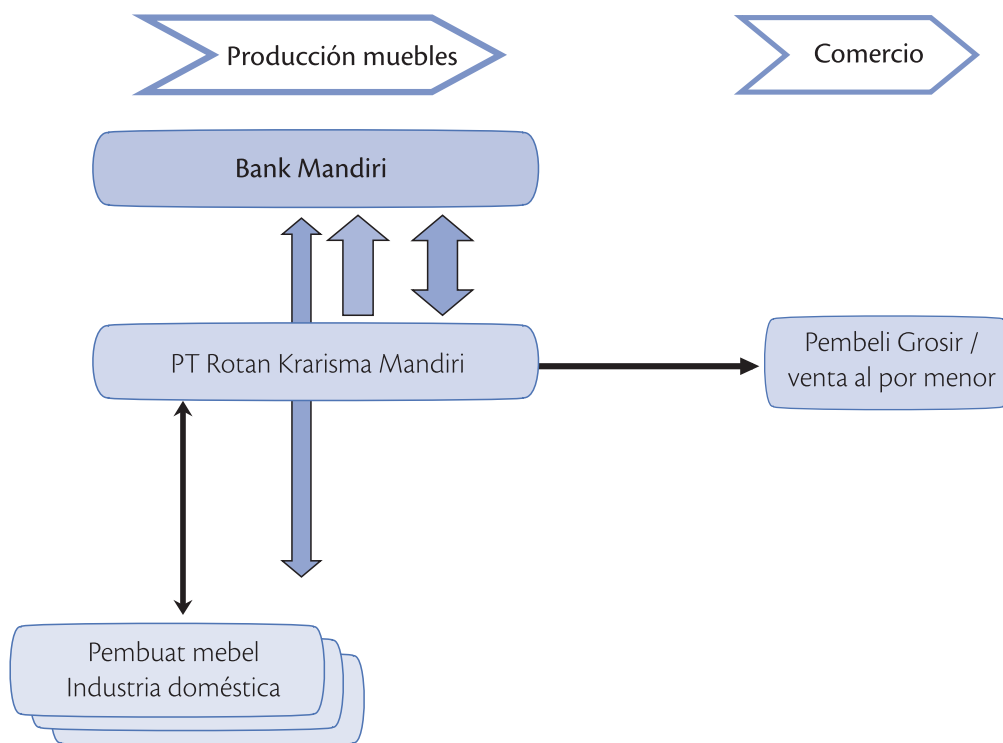 Producción muebles
Comercio
Bank Mandiri
PT Rotan Krarisma Mandiri
Pembeli Grosir /
venta al por menor
Pembuat mebel
Industria doméstica